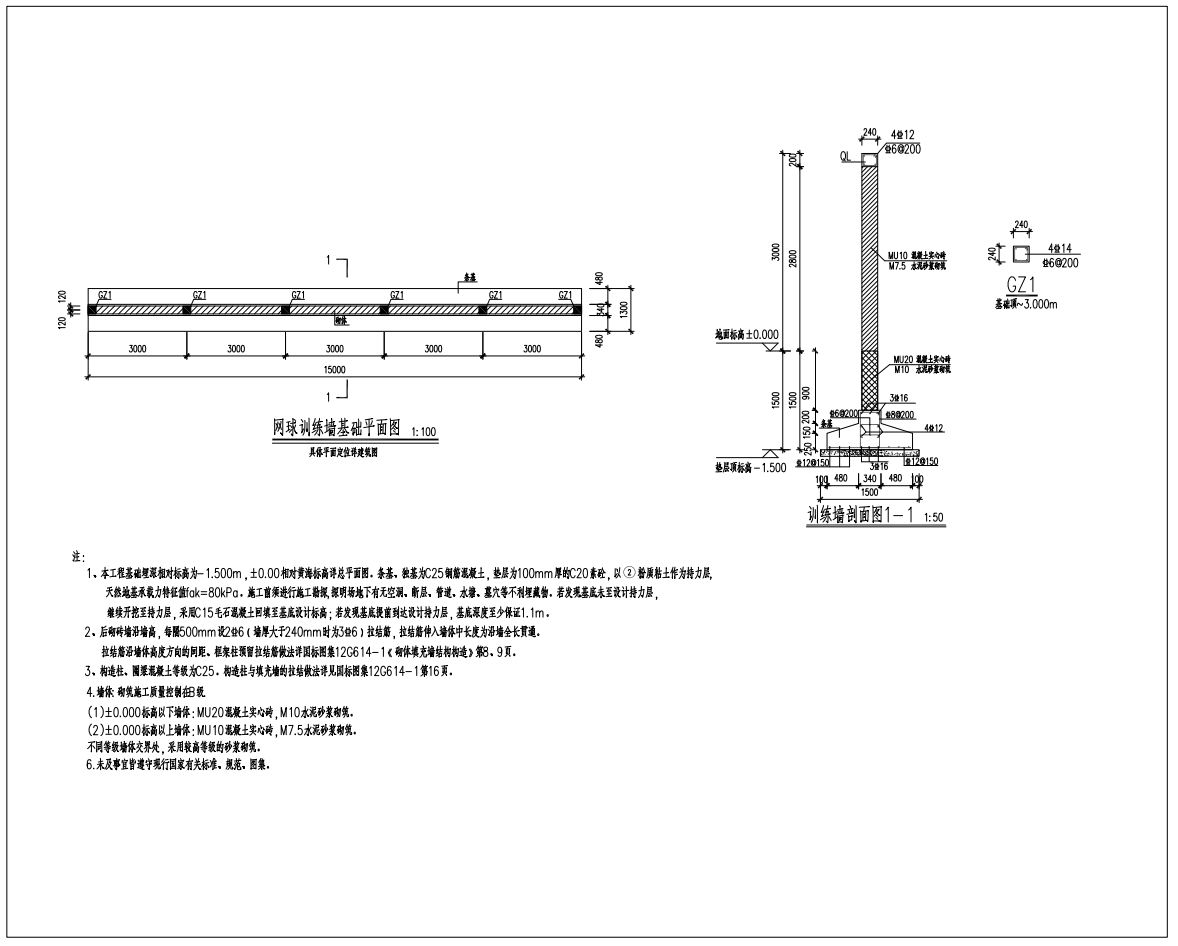 1
条基
GZ1 GZ1 GZ1 GZ1 GZ1 GZ1
砌体
120
120
480
340
480
1300
3000 3000 3000 3000 3000
15000
1
网球训练墙基础平面图 1:100
具体平面定位详建筑图
240
4⌀12
⌀6@200
QL
200
3000
2800
MU10 混凝土实心砖
M7.5 水泥砂浆砌筑
地面标高±0.000
MU20 混凝土实心砖
M10 水泥砂浆砌筑
1500
1500
900
200
150
250
3⌀16
⌀6@200
⌀8@200
条基
4⌀12
⌀12@150
3⌀16
⌀12@150
垫层顶标高-1.500
100 480 340 480 100
1500
训练墙剖面图1-1 1:50
240
240
4⌀14
⌀6@200
GZ1
基础顶~3.000m
注:
1、本工程基础埋深相对标高为-1.500m,±0.00相对黄海标高详总平面图。条基、独基为C25钢筋混凝土,垫层为100mm厚的C20素砼,以②粉质粘土作为持力层,
天然地基承载力特征值fak=80kPa。施工前须进行施工勘探,探明场地下有无空洞、断层、管道、水塘、墓穴等不利埋藏物。若发现基底未至设计持力层,
继续开挖至持力层,采用C15毛石混凝土回填至基底设计标高;若发现基底提前到达设计持力层,基底深度至少保证1.1m。
2、后砌砖墙沿墙高,每隔500mm设2⌀6(墙厚大于240mm时为3⌀6)拉结筋,拉结筋伸入墙体中长度为沿墙全长贯通。
拉结筋沿墙体高度方向的间距、框架柱预留拉结筋做法详国标图集12G614-1《砌体填充墙结构构造》第8、9页。
3、构造柱、圈梁混凝土等级为C25。构造柱与填充墙的拉结做法详见国标图集12G614-1第16页。
4.墙体:砌筑施工质量控制在B级.
(1)±0.000标高以下墙体:MU20混凝土实心砖,M10水泥砂浆砌筑。
(2)±0.000标高以上墙体:MU10混凝土实心砖,M7.5水泥砂浆砌筑。
不同等级墙体交界处,采用较高等级的砂浆砌筑。
6.未及事宜皆遵守现行国家有关标准、规范、图集。